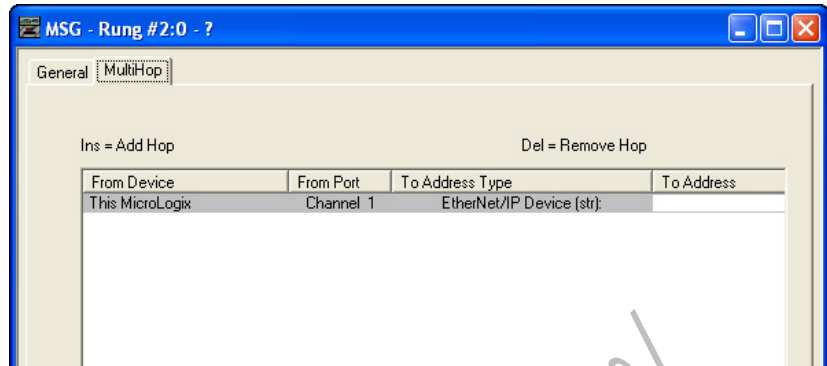 MSG - Rung #2:0 - ?
General MultiHop
Ins = Add Hop Del = Remove Hop
From Device From Port To Address Type To Address
This MicroLogix Channel 1 EtherNet/IP Device (str):